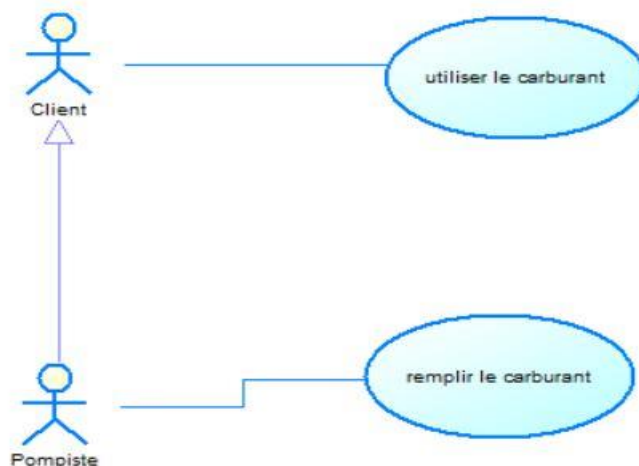 Client
utiliser le carburant
remplir le carburant
Pompiste